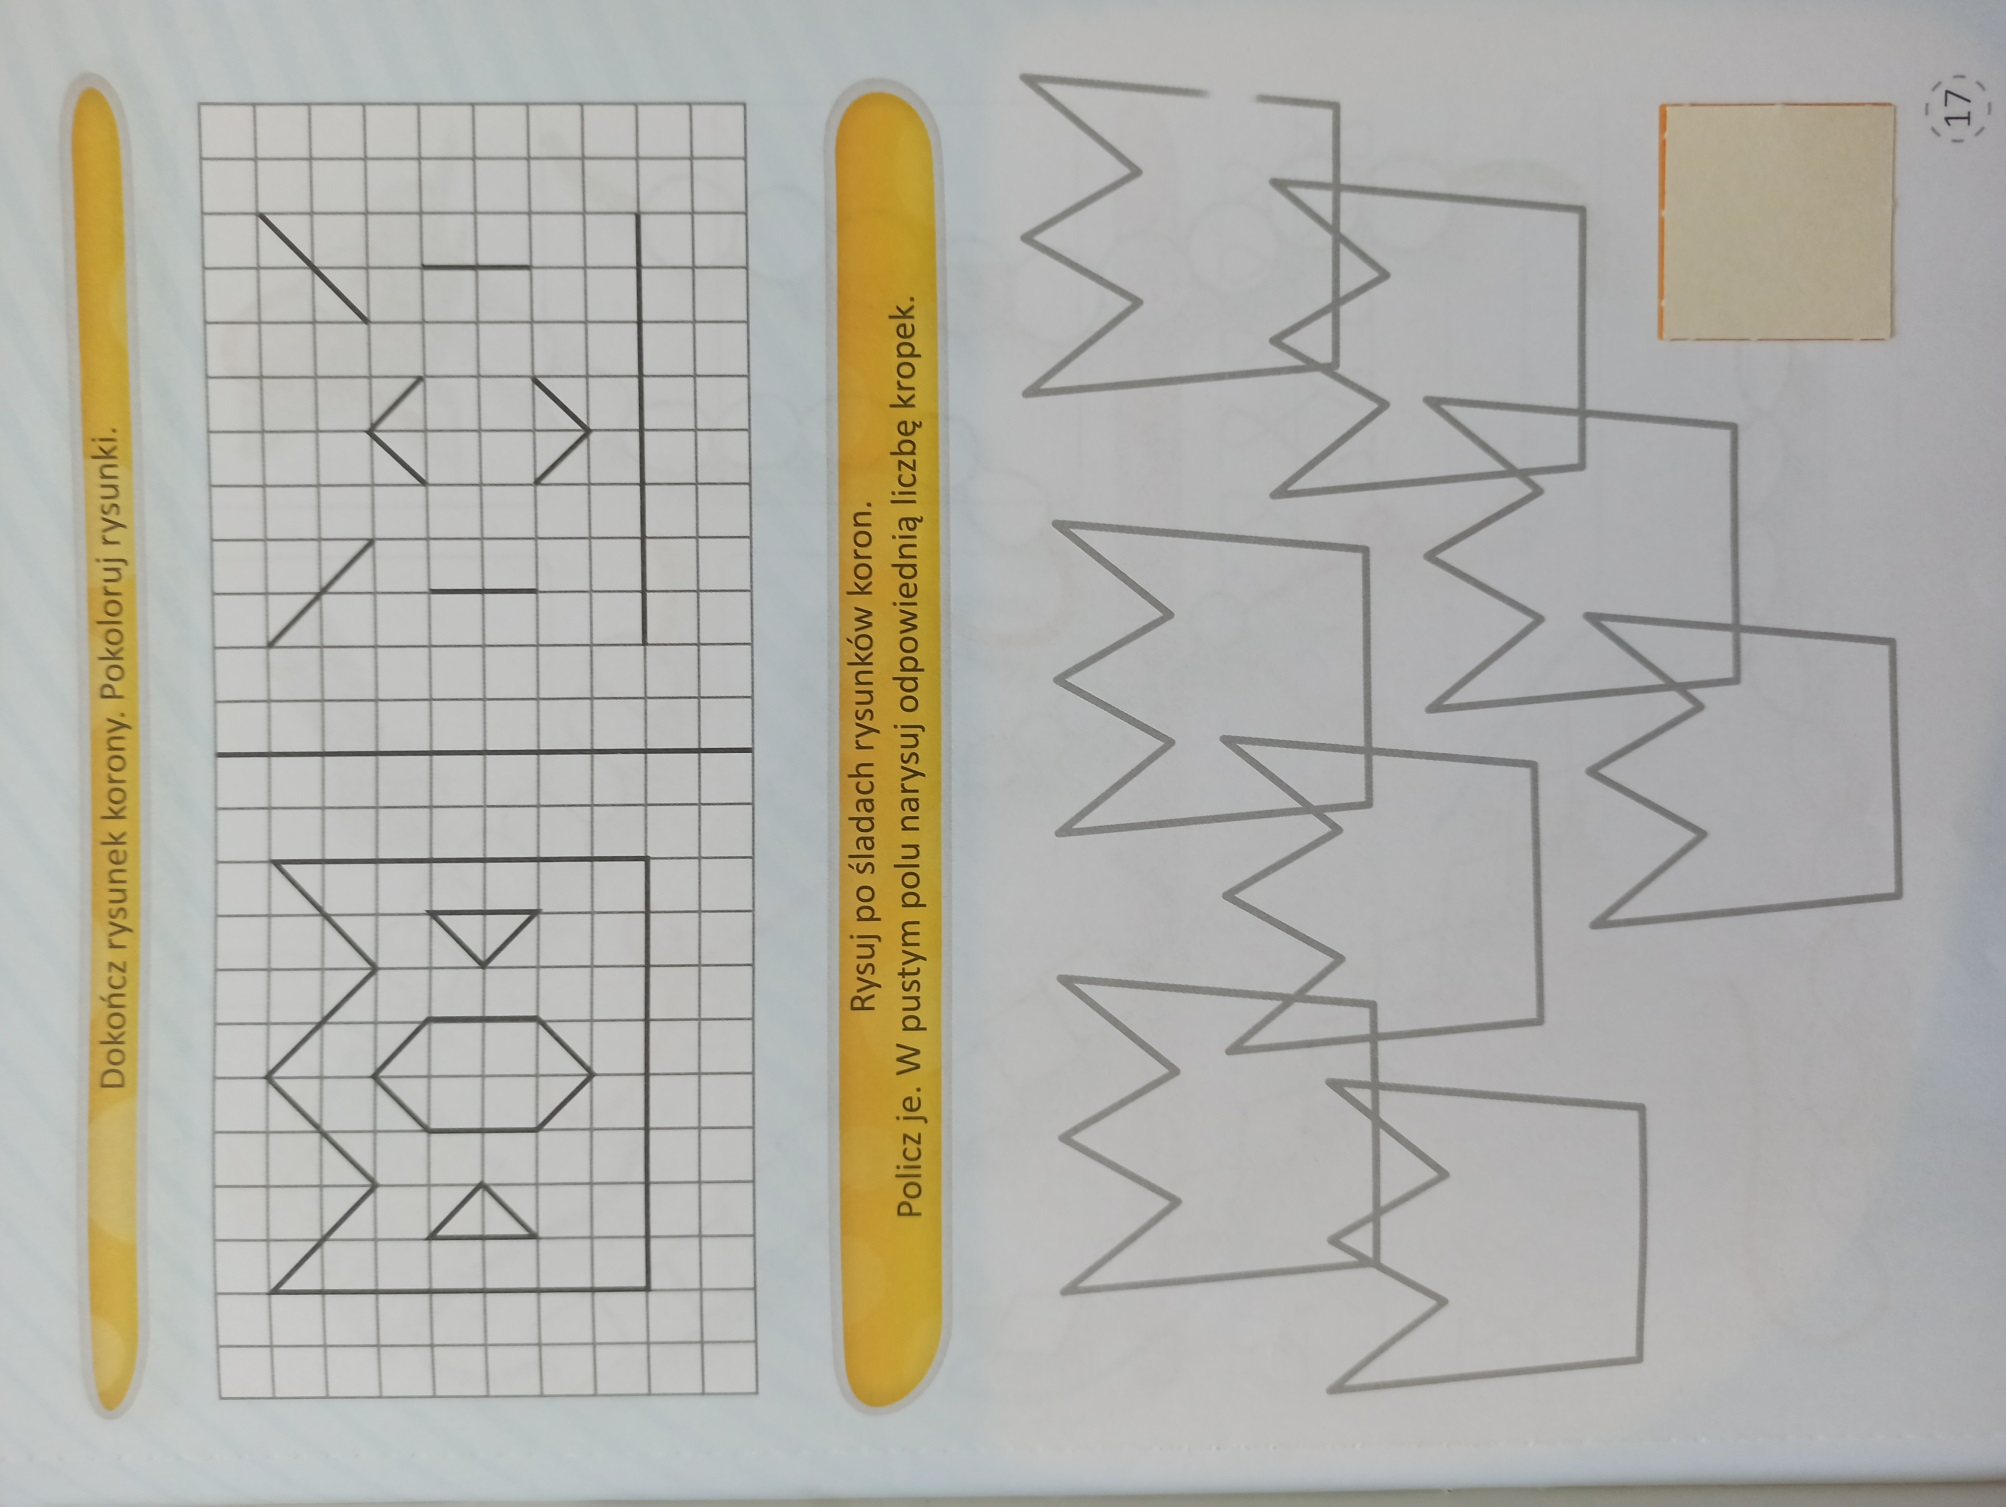 Dokończ rysunek korony. Pokoloruj rysunki.
Rysuj po śladach rysunków koron.
Policz je. W pustym polu narysuj odpowiednią liczbę kropek.
17